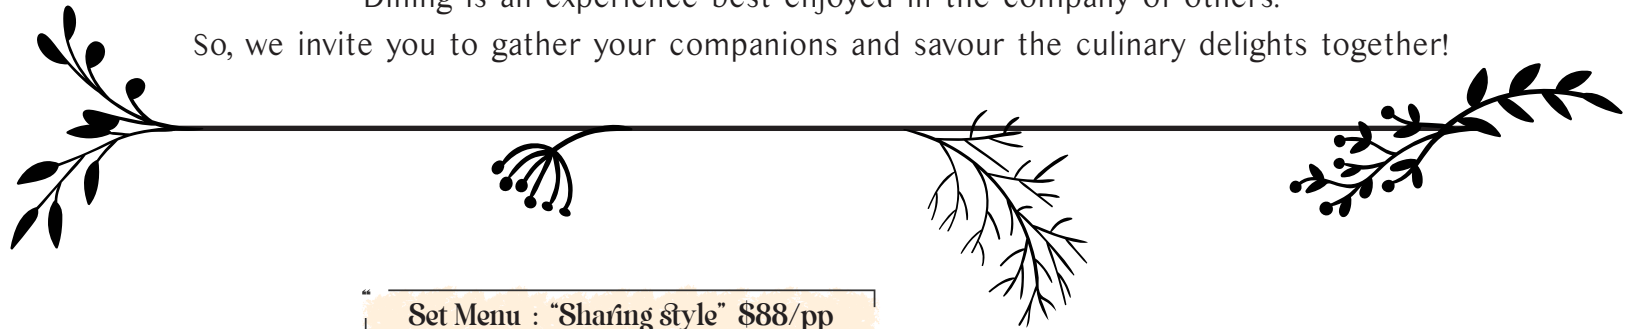 Dining is an experience best enjoyed in the company of others.
So, we invite you to gather your companions and savour the culinary delights together!
Set Menu : “Sharing style” $88/pp